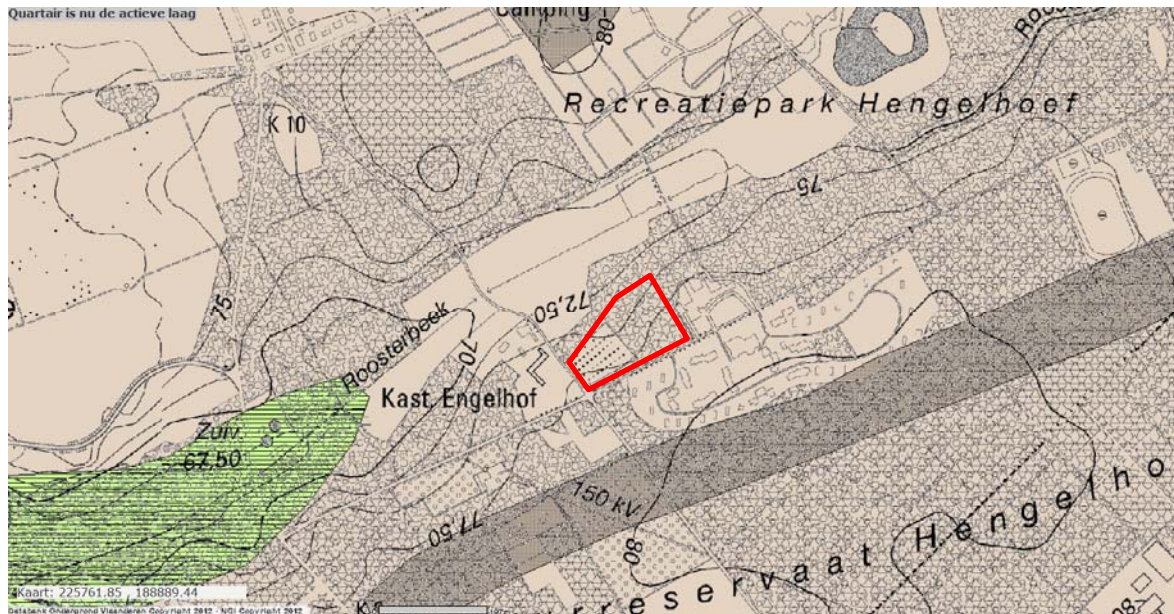 Quartair is nu de actieve laag
Camping
80
Rooste
K 10
Recreatiepark Hengelhoef
75
75
72,50
Roosterbeek
70
Kast. Engelhof
Zuiv.
67,50
150 kV
77,50
80
reservaat Hengelho
Kaart: 225761.85 , 188889.44
Databank Ondergrond Vlaanderen Copyright 2012 - NGI Copyright 2012